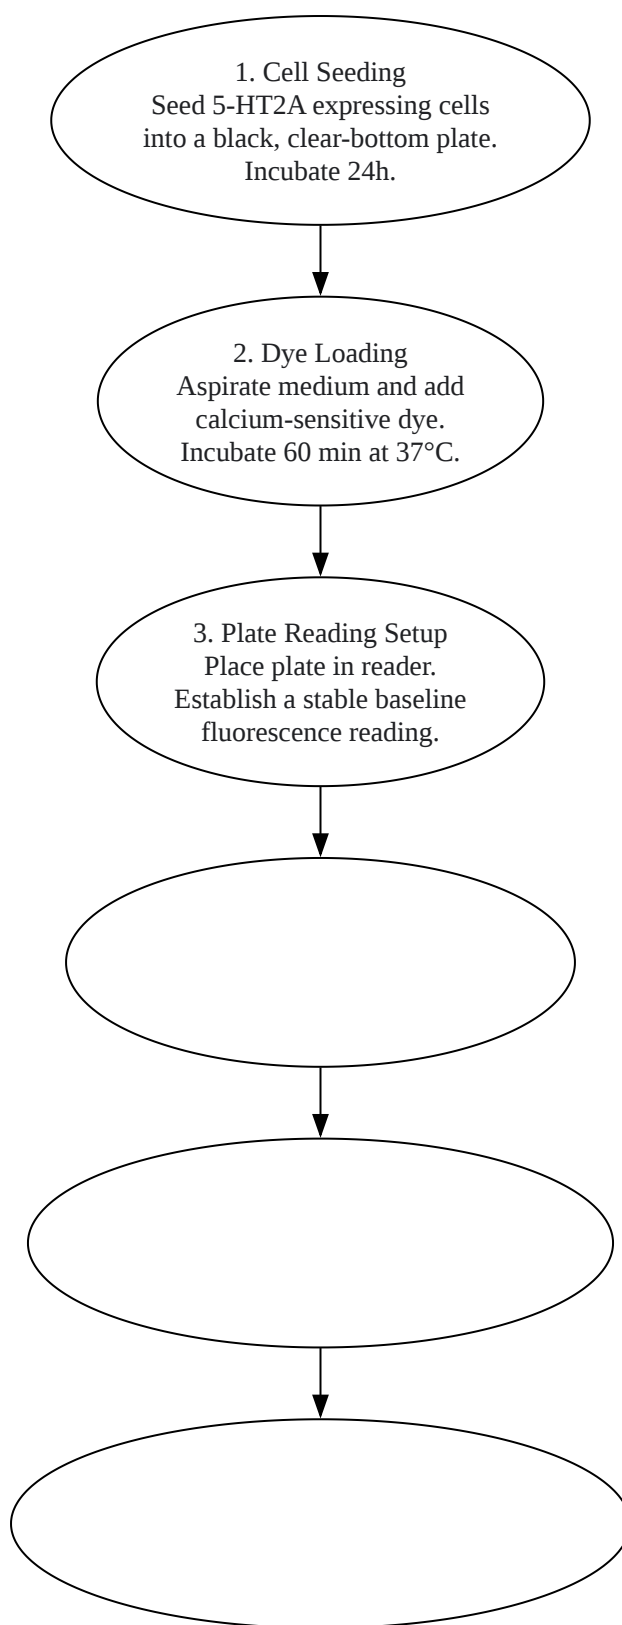 1. Cell Seeding
Seed 5-HT2A expressing cells
into a black, clear-bottom plate.
Incubate 24h.
2. Dye Loading
Aspirate medium and add
calcium-sensitive dye.
Incubate 60 min at 37°C.
3. Plate Reading Setup
Place plate in reader.
Establish a stable baseline
fluorescence reading.